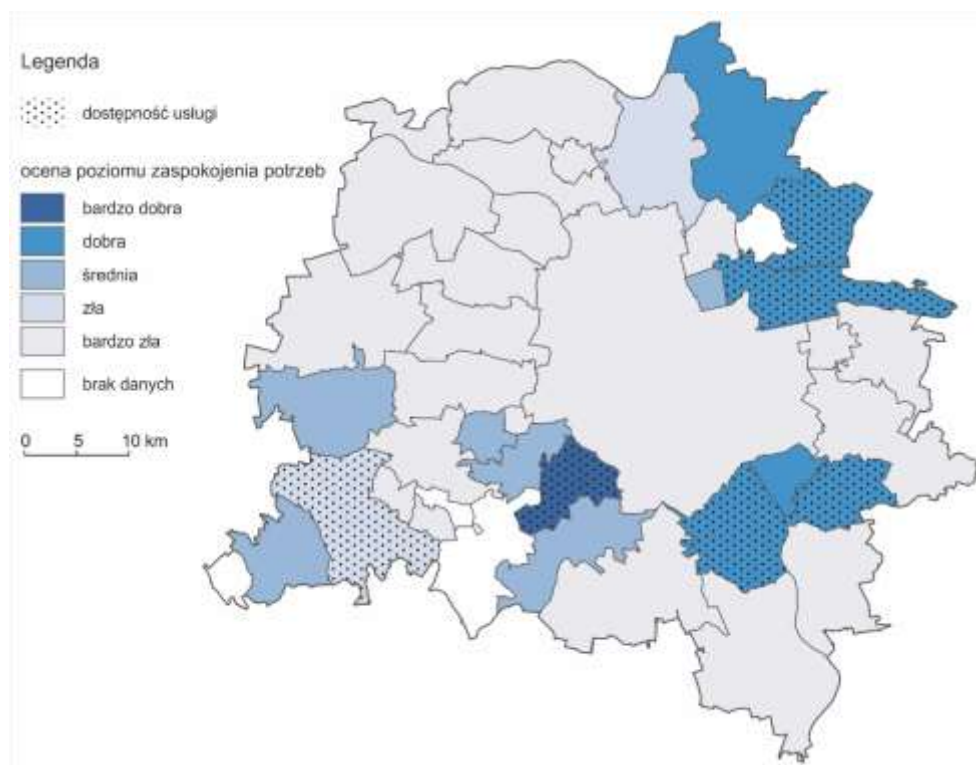 Legenda
dostępność usługi
ocena poziomu zaspokojenia potrzeb
bardzo dobra
dobra
średnia
zła
bardzo zła
brak danych
0 5 10 km